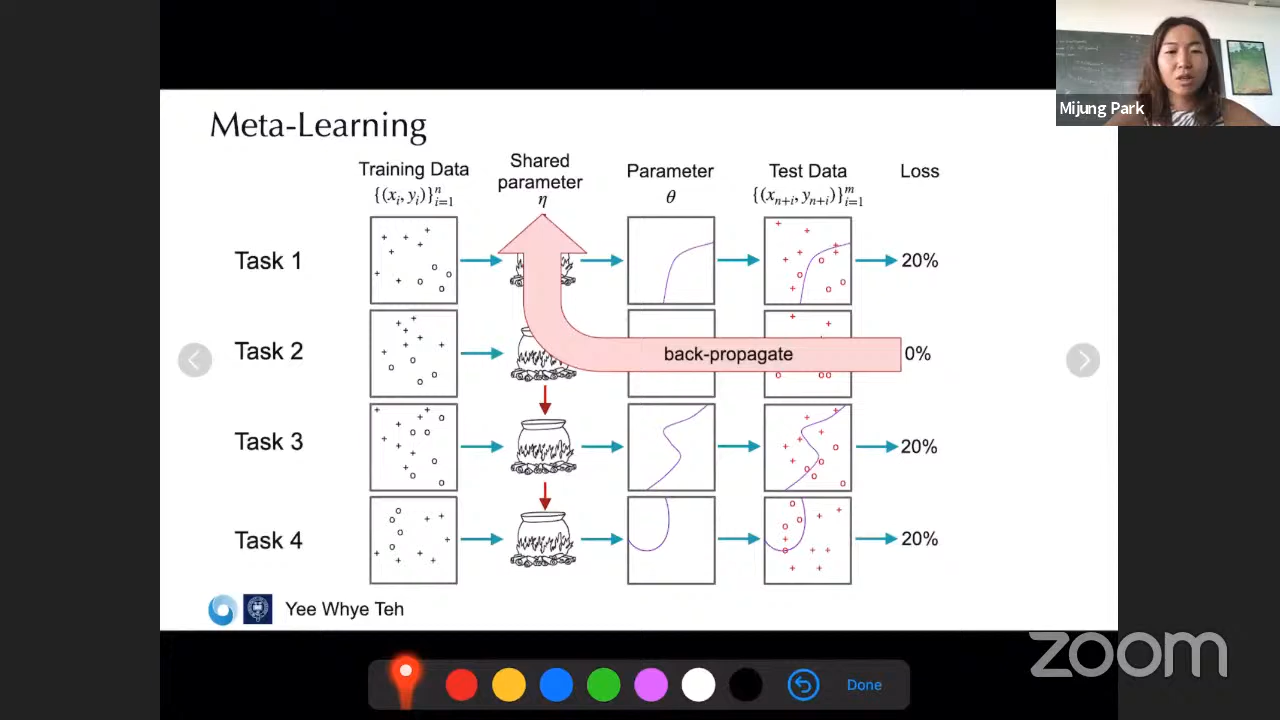 Mijung Park
Meta-Learning
Training Data
{(xᵢ, yᵢ)}ⁿᵢ₌₁
Shared
parameter
η
Parameter
θ
Test Data
{(xₙ₊ᵢ, yₙ₊ᵢ)}ᵐᵢ₌₁
Loss
Task 1
20%
Task 2
back-propagate
0%
Task 3
20%
Task 4
20%
Yee Whye Teh
zoom
Done